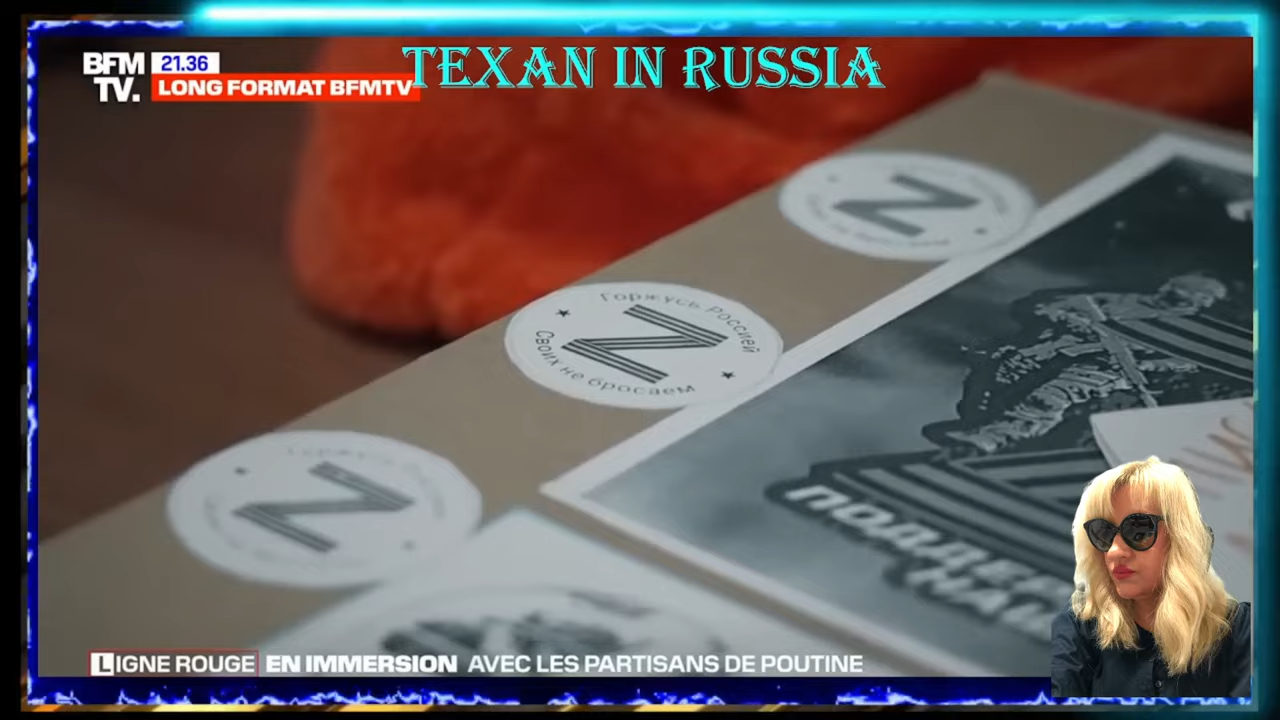 TEXAN IN RUSSIA
BFM
TV.
21.36
LONG FORMAT BFMTV
Z
Горжусь Россией
Z
Своих не бросаем
Z
LIGNE ROUGE EN IMMERSION AVEC LES PARTISANS DE POUTINE